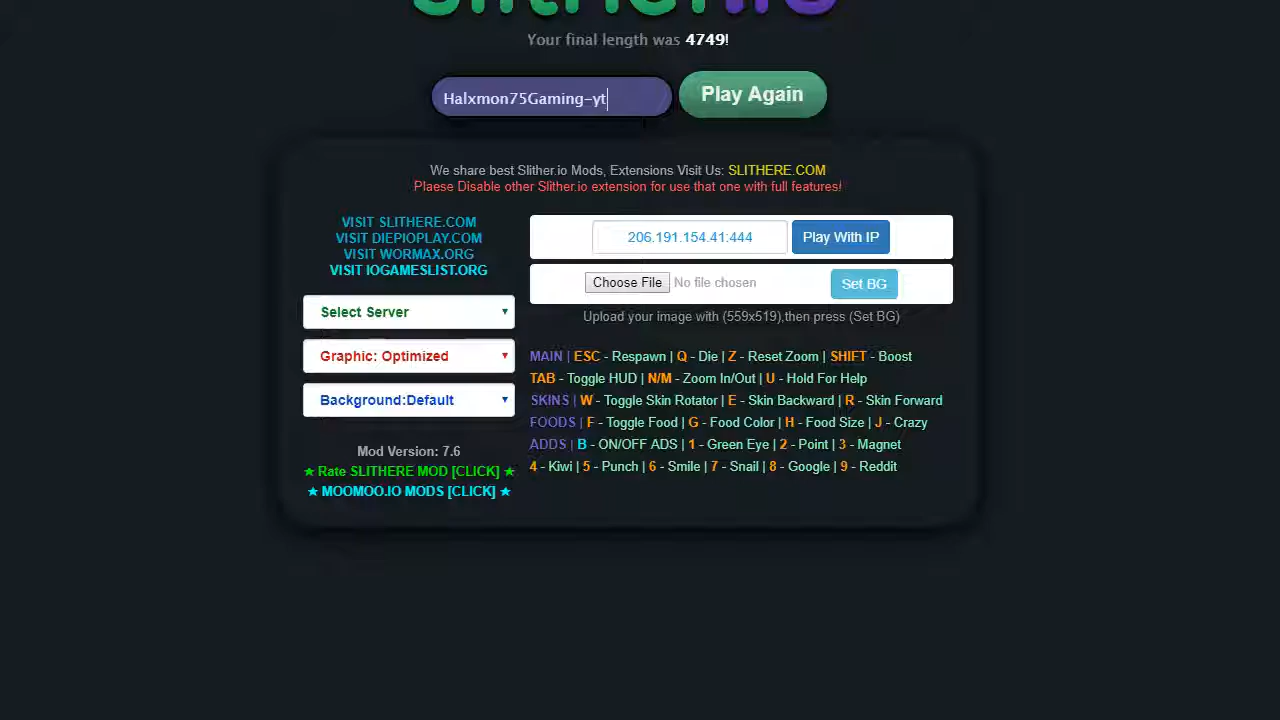 slither.io
Your final length was 4749!
Halxmon75Gaming-yt
Play Again
We share best Slither.io Mods, Extensions Visit Us: SLITHERE.COM
Plaese Disable other Slither.io extension for use that one with full features!
VISIT SLITHERE.COM
VISIT DIEPIOPLAY.COM
VISIT WORMAX.ORG
VISIT IOGAMESLIST.ORG
Select Server
Graphic: Optimized
Background:Default
Mod Version: 7.6
★ Rate SLITHERE MOD [CLICK] ★
★ MOOMOO.IO MODS [CLICK] ★
206.191.154.41:444 Play With IP
Choose File No file chosen Set BG
Upload your image with (559x519),then press (Set BG)
MAIN | ESC - Respawn | Q - Die | Z - Reset Zoom | SHIFT - Boost
TAB - Toggle HUD | N/M - Zoom In/Out | U - Hold For Help
SKINS | W - Toggle Skin Rotator | E - Skin Backward | R - Skin Forward
FOODS | F - Toggle Food | G - Food Color | H - Food Size | J - Crazy
ADDS | B - ON/OFF ADS | 1 - Green Eye | 2 - Point | 3 - Magnet
4 - Kiwi | 5 - Punch | 6 - Smile | 7 - Snail | 8 - Google | 9 - Reddit